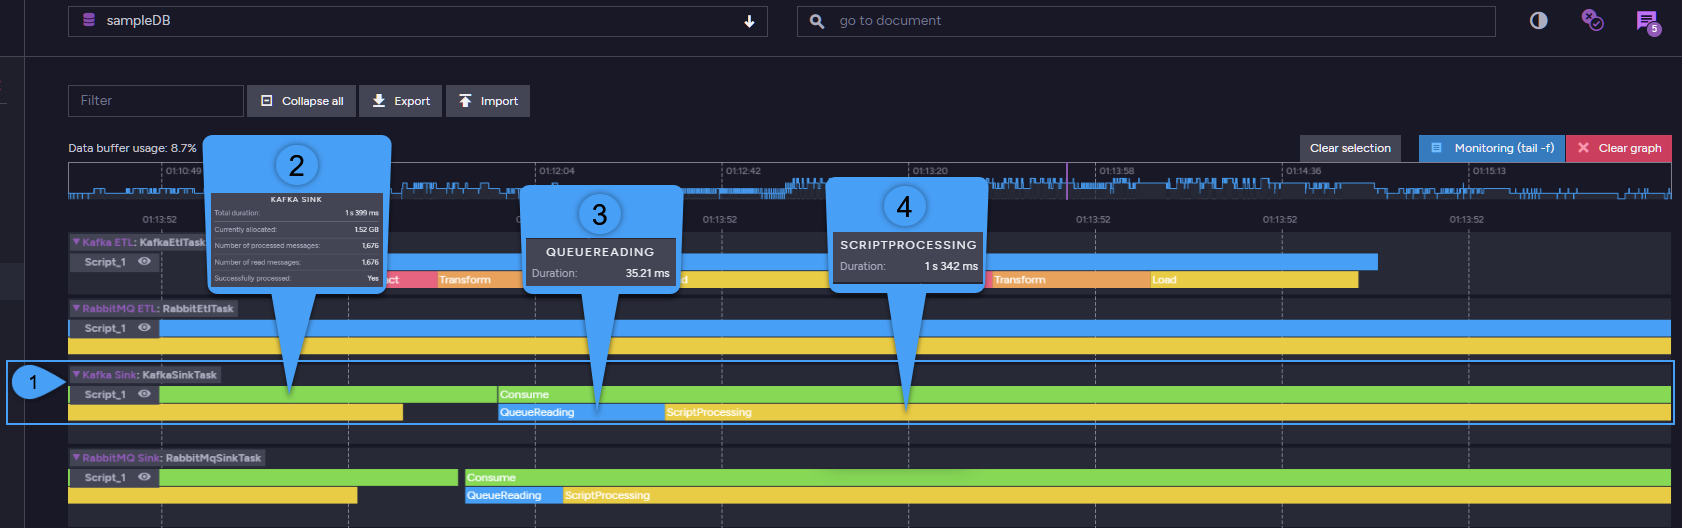 sampleDB
go to document
5
Filter
Collapse all
Export
Import
Data buffer usage: 8.7%
Clear selection
Monitoring (tail -f)
Clear graph
01:10:49
01:12:04
01:12:42
01:13:20
01:13:58
01:14:36
01:15:13
01:13:52
01:13:52
01:13:52
01:13:52
01:13:52
2
KAFKA SINK
Total duration: 1 s 399 ms
Currently allocated: 1.52 GB
Number of processed messages: 1,676
Number of read messages: 1,676
Successfully processed: Yes
3
QUEUEREADING
Duration: 35.21 ms
4
SCRIPTPROCESSING
Duration: 1 s 342 ms
Kafka ETL: KafkaEtlTask
Script_1
Transform
Transform
Load
RabbitMQ ETL: RabbitEtlTask
Script_1
1
Kafka Sink: KafkaSinkTask
Script_1
Consume
QueueReading
ScriptProcessing
RabbitMQ Sink: RabbitMqSinkTask
Script_1
Consume
QueueReading
ScriptProcessing